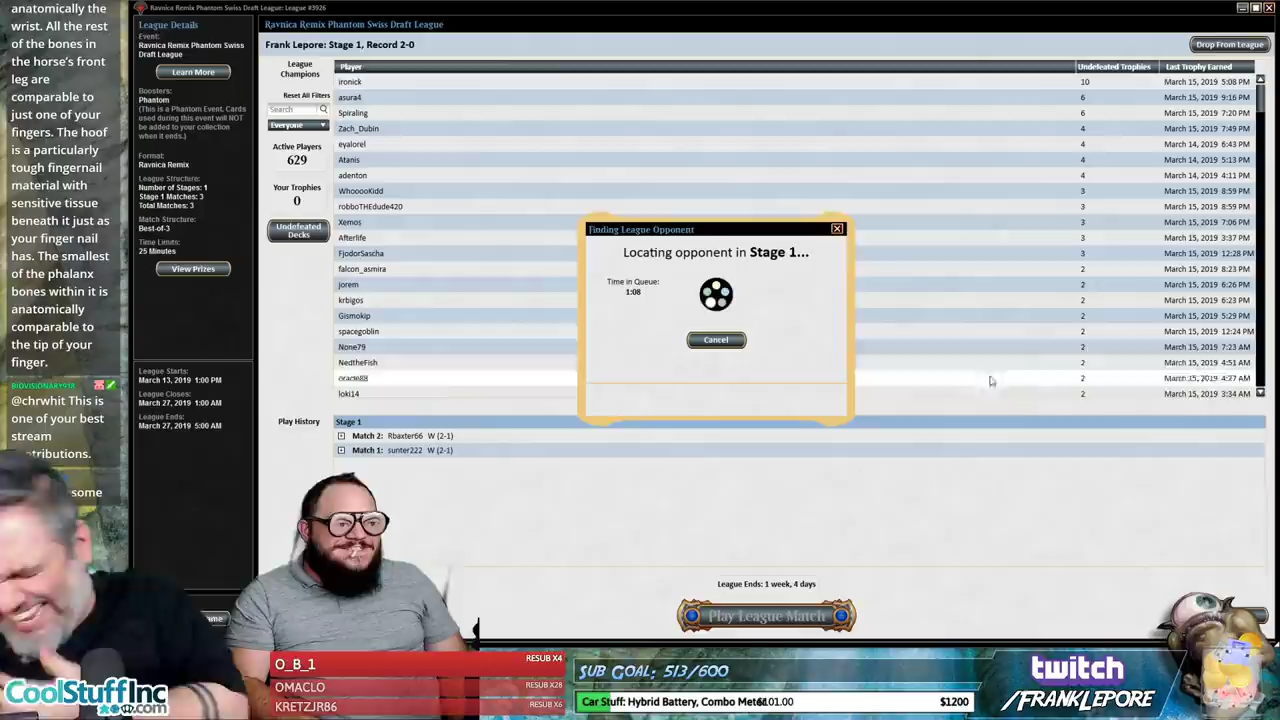 Ravnica Remix Phantom Swiss Draft League: League #3926
anatomically the
wrist. All the rest
of the bones in
the horse's front
leg are
comparable to
just one of your
fingers. The hoof
is a particularly
tough fingernail
material with
sensitive tissue
beneath it just as
your finger nail
has. The smallest
of the phalanx
bones within it is
anatomically
comparable to
the tip of your
finger.
BIOVISIONARY918
@chrwhit This is
one of your best
stream
contributions.
some
League Details
Event:
Ravnica Remix Phantom Swiss
Draft League
Learn More
Boosters:
Phantom
(This is a Phantom Event. Cards
used during this event will NOT
be added to your collection
when it ends.)
Format:
Ravnica Remix
League Structure:
Number of Stages: 1
Stage 1 Matches: 3
Total Matches: 3
Match Structure:
Best-of-3
Time Limits:
25 Minutes
View Prizes
League Starts:
March 13, 2019 1:00 PM
League Closes:
March 27, 2019 1:00 AM
League Ends:
March 27, 2019 5:00 AM
Ravnica Remix Phantom Swiss Draft League
Frank Lepore: Stage 1, Record 2-0
Drop From League
League
Champions
Reset All Filters
Search
Everyone
Active Players
629
Your Trophies
0
Undefeated
Decks
Player Undefeated Trophies Last Trophy Earned
ironick 10 March 15, 2019 5:08 PM
asura4 6 March 15, 2019 9:16 PM
Spiraling 6 March 15, 2019 7:20 PM
Zach_Dubin 4 March 15, 2019 7:49 PM
eyalorel 4 March 14, 2019 6:43 PM
Atanis 4 March 14, 2019 5:13 PM
adenton 4 March 14, 2019 4:11 PM
WhooooKidd 3 March 15, 2019 8:59 PM
robboTHEdude420 3 March 15, 2019 8:59 PM
Xemos 3 March 15, 2019 7:06 PM
Afterlife 3 March 15, 2019 3:37 PM
FjodorSascha 3 March 15, 2019 12:28 PM
falcon_asmira 2 March 15, 2019 8:23 PM
jorem 2 March 15, 2019 6:26 PM
krbigos 2 March 15, 2019 6:23 PM
Gismokip 2 March 15, 2019 5:29 PM
spacegoblin 2 March 15, 2019 12:24 PM
None79 2 March 15, 2019 7:23 AM
NedtheFish 2 March 15, 2019 4:51 AM
oracle88 2 March 15, 2019 4:27 AM
loki14 2 March 15, 2019 3:34 AM
Finding League Opponent
Locating opponent in Stage 1...
Time in Queue:
1:08
Cancel
Play History
Stage 1
Match 2: Rbaxter66 W (2-1)
Match 1: sunter222 W (2-1)
League Ends: 1 week, 4 days
Play League Match
CoolStuffInc
.com
O_B_1 RESUB X4
OMACLO RESUB X28
KRETZJR86 RESUB X6
SUB GOAL: 513/600
Car Stuff: Hybrid Battery, Combo Meter $1200
twitch
/FRANKLEPORE